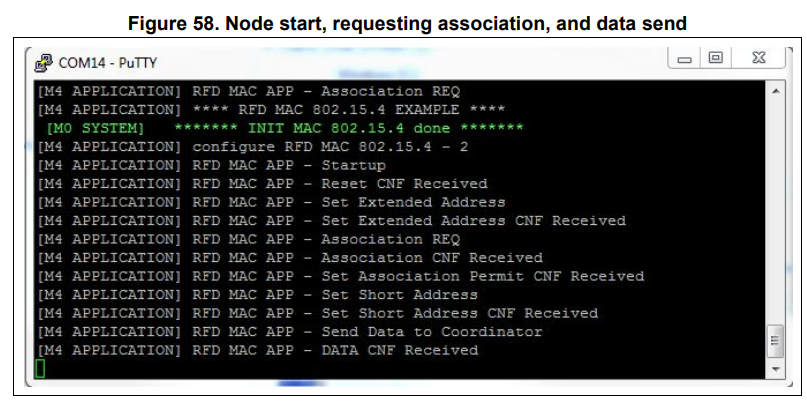 Figure 58. Node start, requesting association, and data send
COM14 - PuTTY
[M4 APPLICATION] RFD MAC APP - Association REQ
[M4 APPLICATION] **** RFD MAC 802.15.4 EXAMPLE ****
[M0 SYSTEM] ******* INIT MAC 802.15.4 done *******
[M4 APPLICATION] configure RFD MAC 802.15.4 - 2
[M4 APPLICATION] RFD MAC APP - Startup
[M4 APPLICATION] RFD MAC APP - Reset CNF Received
[M4 APPLICATION] RFD MAC APP - Set Extended Address
[M4 APPLICATION] RFD MAC APP - Set Extended Address CNF Received
[M4 APPLICATION] RFD MAC APP - Association REQ
[M4 APPLICATION] RFD MAC APP - Association CNF Received
[M4 APPLICATION] RFD MAC APP - Set Association Permit CNF Received
[M4 APPLICATION] RFD MAC APP - Set Short Address
[M4 APPLICATION] RFD MAC APP - Set Short Address CNF Received
[M4 APPLICATION] RFD MAC APP - Send Data to Coordinator
[M4 APPLICATION] RFD MAC APP - DATA CNF Received